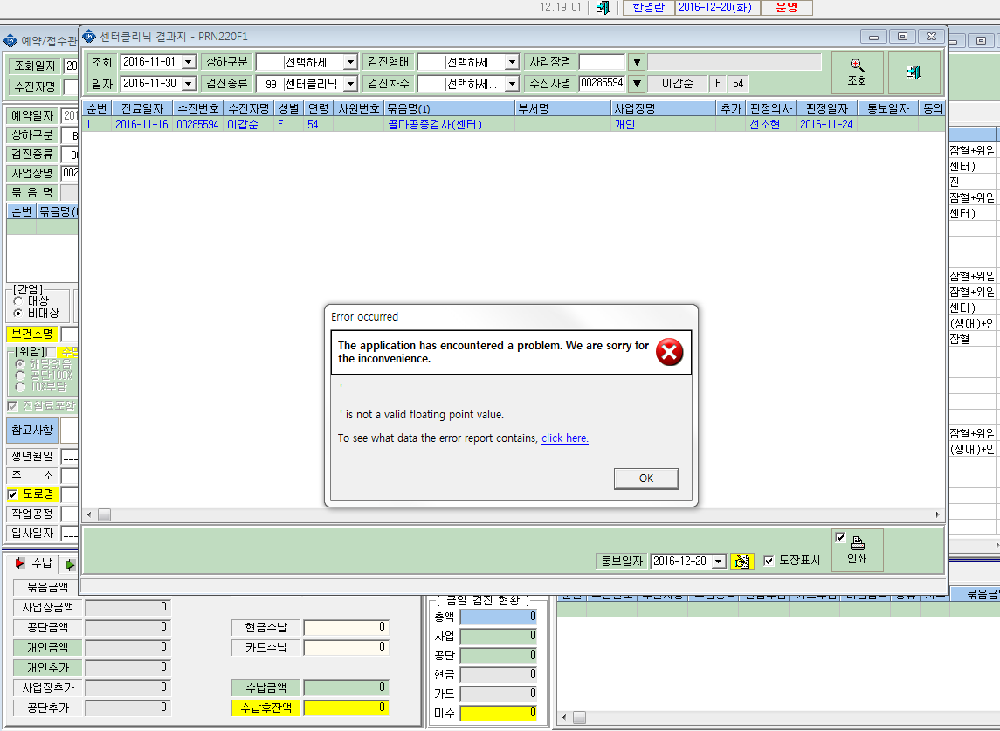 12.19.01 한영란 2016-12-20(화) 운영
예약/접수관
센터클리닉 결과지 - PRN220F1
조회일자 20
수진자명
조회 2016-11-01 상하구분 선택하세... 검진형태 선택하세... 사업장명
일자 2016-11-30 검진종류 99 센터클리닉 검진차수 선택하세... 수진자명 00285594 이갑순 F 54
조회
순번 진료일자 수진번호 수진자명 성별 연령 사원번호 묶음명(1) 부서명 사업장명 추가 판정의사 판정일자 통보일자 동의
1 2016-11-16 00285594 이갑순 F 54 골다공증검사(센터) 개인 선소현 2016-11-24
예약일자 201
상하구분 B
검진종류 00
사업장명 002
묶 음 명
순번 묶음명(
[간염]
대상
비대상
보건소명
[위암] 수면
해당없음
공단100%
10%부담
진찰료포함
참고사항
생년월일 __
주 소 __
도로명
작업공정
입사일자 __
잠혈+위암
센터)
진
잠혈+위암
센터)
잠혈+위암
잠혈+위암
센터)
(생애)+인
잠혈
잠혈+위암
(생애)+인
Error occurred
The application has encountered a problem. We are sorry for
the inconvenience.
'
' is not a valid floating point value.
To see what data the error report contains, click here.
OK
통보일자 2016-12-20 도장표시 인쇄
수납
묶음금액
사업장금액 0
공단금액 0
개인금액 0
개인추가 0
사업장추가 0
공단추가 0
현금수납 0
카드수납 0
수납금액 0
수납후잔액 0
[ 금일 검진 현황 ]
총액 0
사업 0
공단 0
현금 0
카드 0
미수 0
묶음금